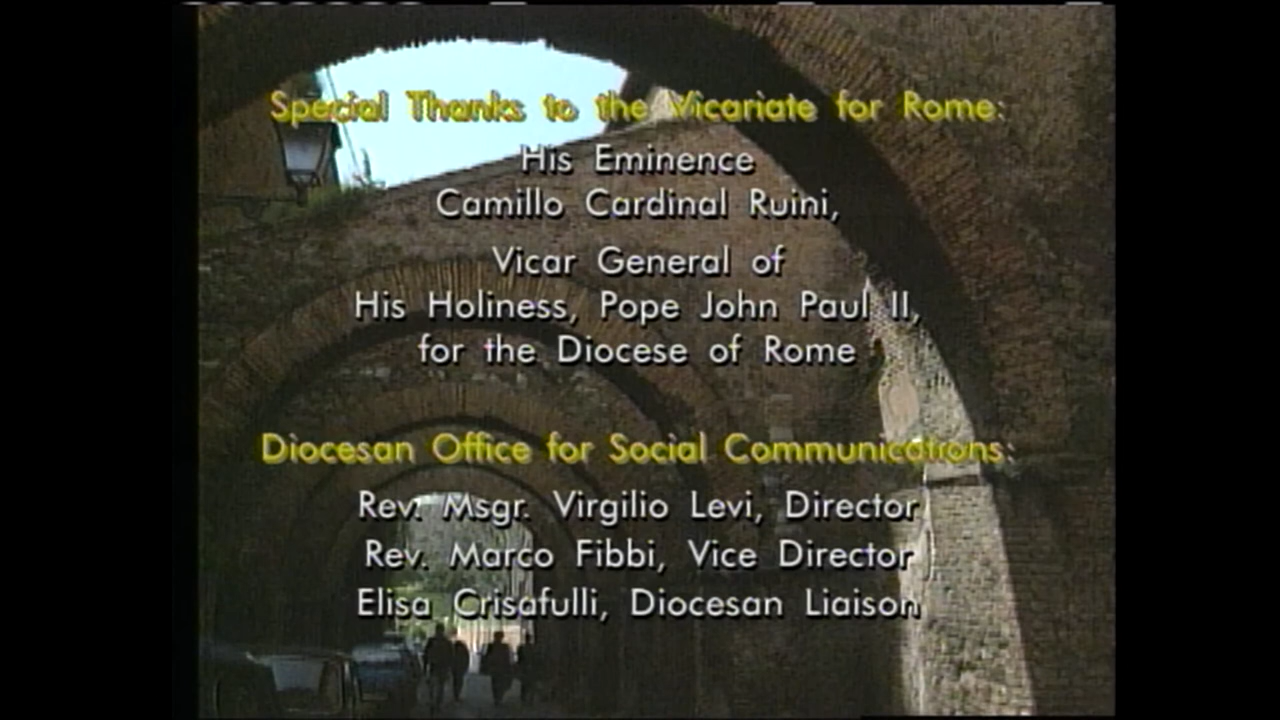 Special Thanks to the Vicariate for Rome:
His Eminence
Camillo Cardinal Ruini,
Vicar General of
His Holiness, Pope John Paul II,
for the Diocese of Rome
Diocesan Office for Social Communications:
Rev. Msgr. Virgilio Levi, Director
Rev. Marco Fibbi, Vice Director
Elisa Crisafulli, Diocesan Liaison